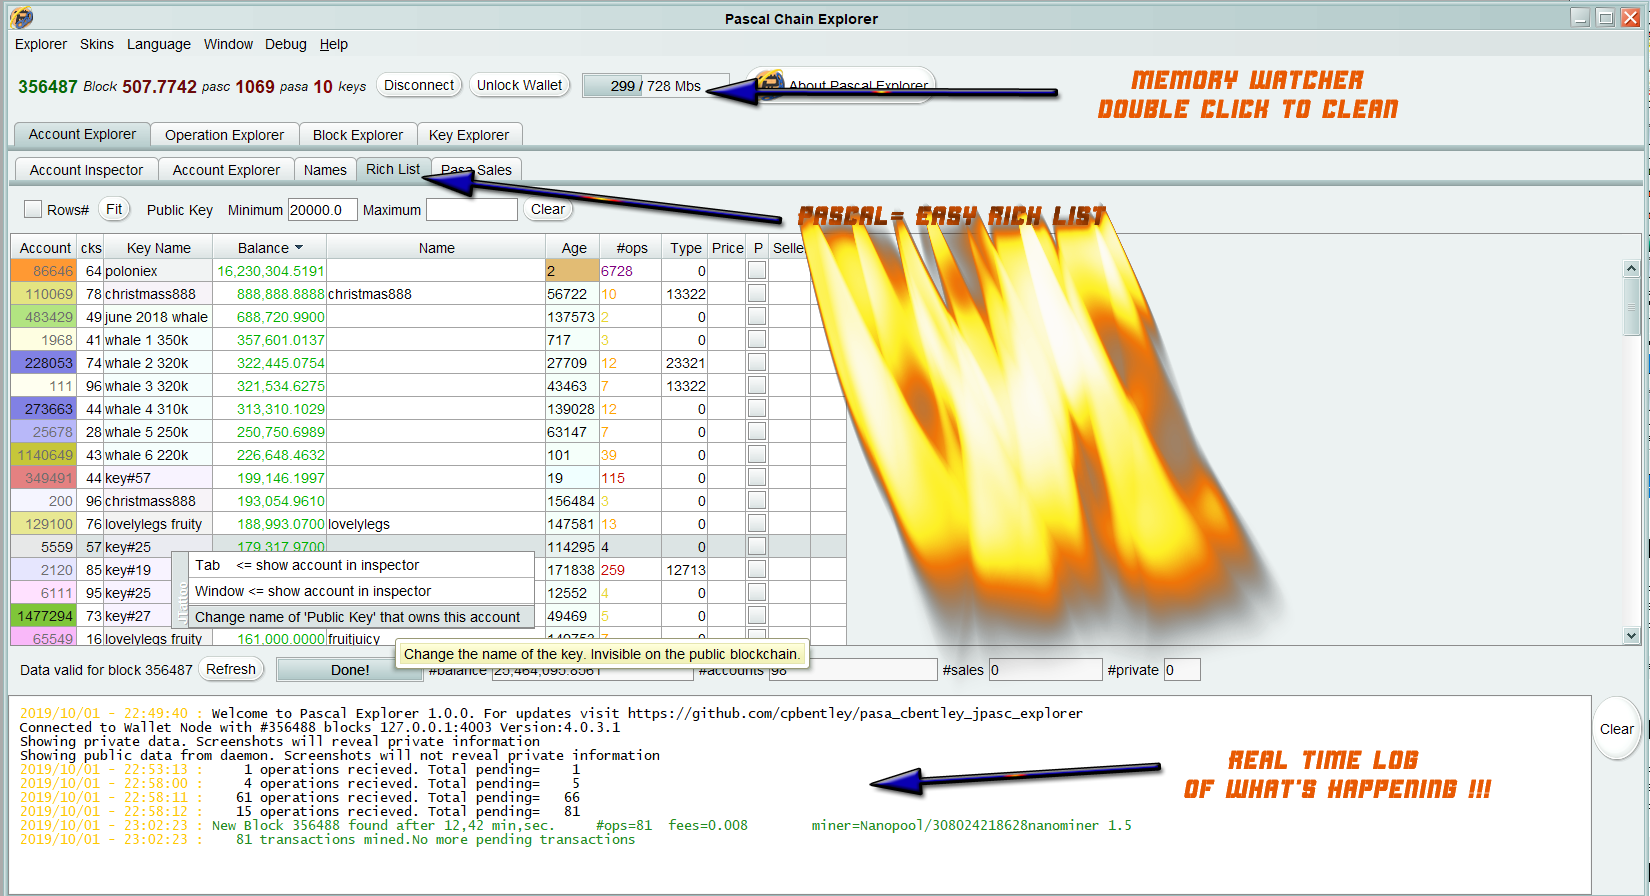 Pascal Chain Explorer
Explorer Skins Language Window Debug Help
356487 Block 507.7742 pasc 1069 pasa 10 keys Disconnect Unlock Wallet 299 / 728 Mbs About Pascal Explorer
MEMORY WATCHER
DOUBLE CLICK TO CLEAN
Account Explorer Operation Explorer Block Explorer Key Explorer
Account Inspector Account Explorer Names Rich List Pasa Sales
Rows# Fit Public Key Minimum 20000.0 Maximum Clear
PASCAL= EASY RICH LIST
Account cks Key Name Balance Name Age #ops Type Price P Selle
86646 64 poloniex 16,230,304.5191 2 6728 0
110069 78 christmass888 888,888.8888 christmas888 56722 10 13322
483429 49 june 2018 whale 688,720.9900 137573 2 0
1968 41 whale 1 350k 357,601.0137 717 3 0
228053 74 whale 2 320k 322,445.0754 27709 12 23321
111 96 whale 3 320k 321,534.6275 43463 7 13322
273663 44 whale 4 310k 313,310.1029 139028 12 0
25678 28 whale 5 250k 250,750.6989 63147 7 0
1140649 43 whale 6 220k 226,648.4632 101 39 0
349491 44 key#57 199,146.1997 19 115 0
200 96 christmass888 193,054.9610 156484 3 0
129100 76 lovelylegs fruity 188,993.0700 lovelylegs 147581 13 0
5559 57 key#25 179,317.9700 114295 4 0
2120 85 key#19 171838 259 12713
6111 95 key#25 12552 4 0
1477294 73 key#27 49469 5 0
65549 16 lovelylegs fruity 161,000.0000 fruitjuicy 149753 7 0
Tab <= show account in inspector
Window <= show account in inspector
Change name of 'Public Key' that owns this account
Change the name of the key. Invisible on the public blockchain.
Data valid for block 356487 Refresh Done! #balance 25,464,095.8561 #accounts 98 #sales 0 #private 0
2019/10/01 - 22:49:40 : Welcome to Pascal Explorer 1.0.0. For updates visit https://github.com/cpbentley/pasa_cbentley_jpasc_explorer
Connected to Wallet Node with #356488 blocks 127.0.0.1:4003 Version:4.0.3.1
Showing private data. Screenshots will reveal private information
Showing public data from daemon. Screenshots will not reveal private information
2019/10/01 - 22:53:13 : 1 operations recieved. Total pending= 1
2019/10/01 - 22:58:00 : 4 operations recieved. Total pending= 5
2019/10/01 - 22:58:11 : 61 operations recieved. Total pending= 66
2019/10/01 - 22:58:12 : 15 operations recieved. Total pending= 81
2019/10/01 - 23:02:23 : New Block 356488 found after 12,42 min,sec. #ops=81 fees=0.008 miner=Nanopool/308024218628nanominer 1.5
2019/10/01 - 23:02:23 : 81 transactions mined.No more pending transactions
Clear
REAL TIME LOG
OF WHAT'S HAPPENING !!!